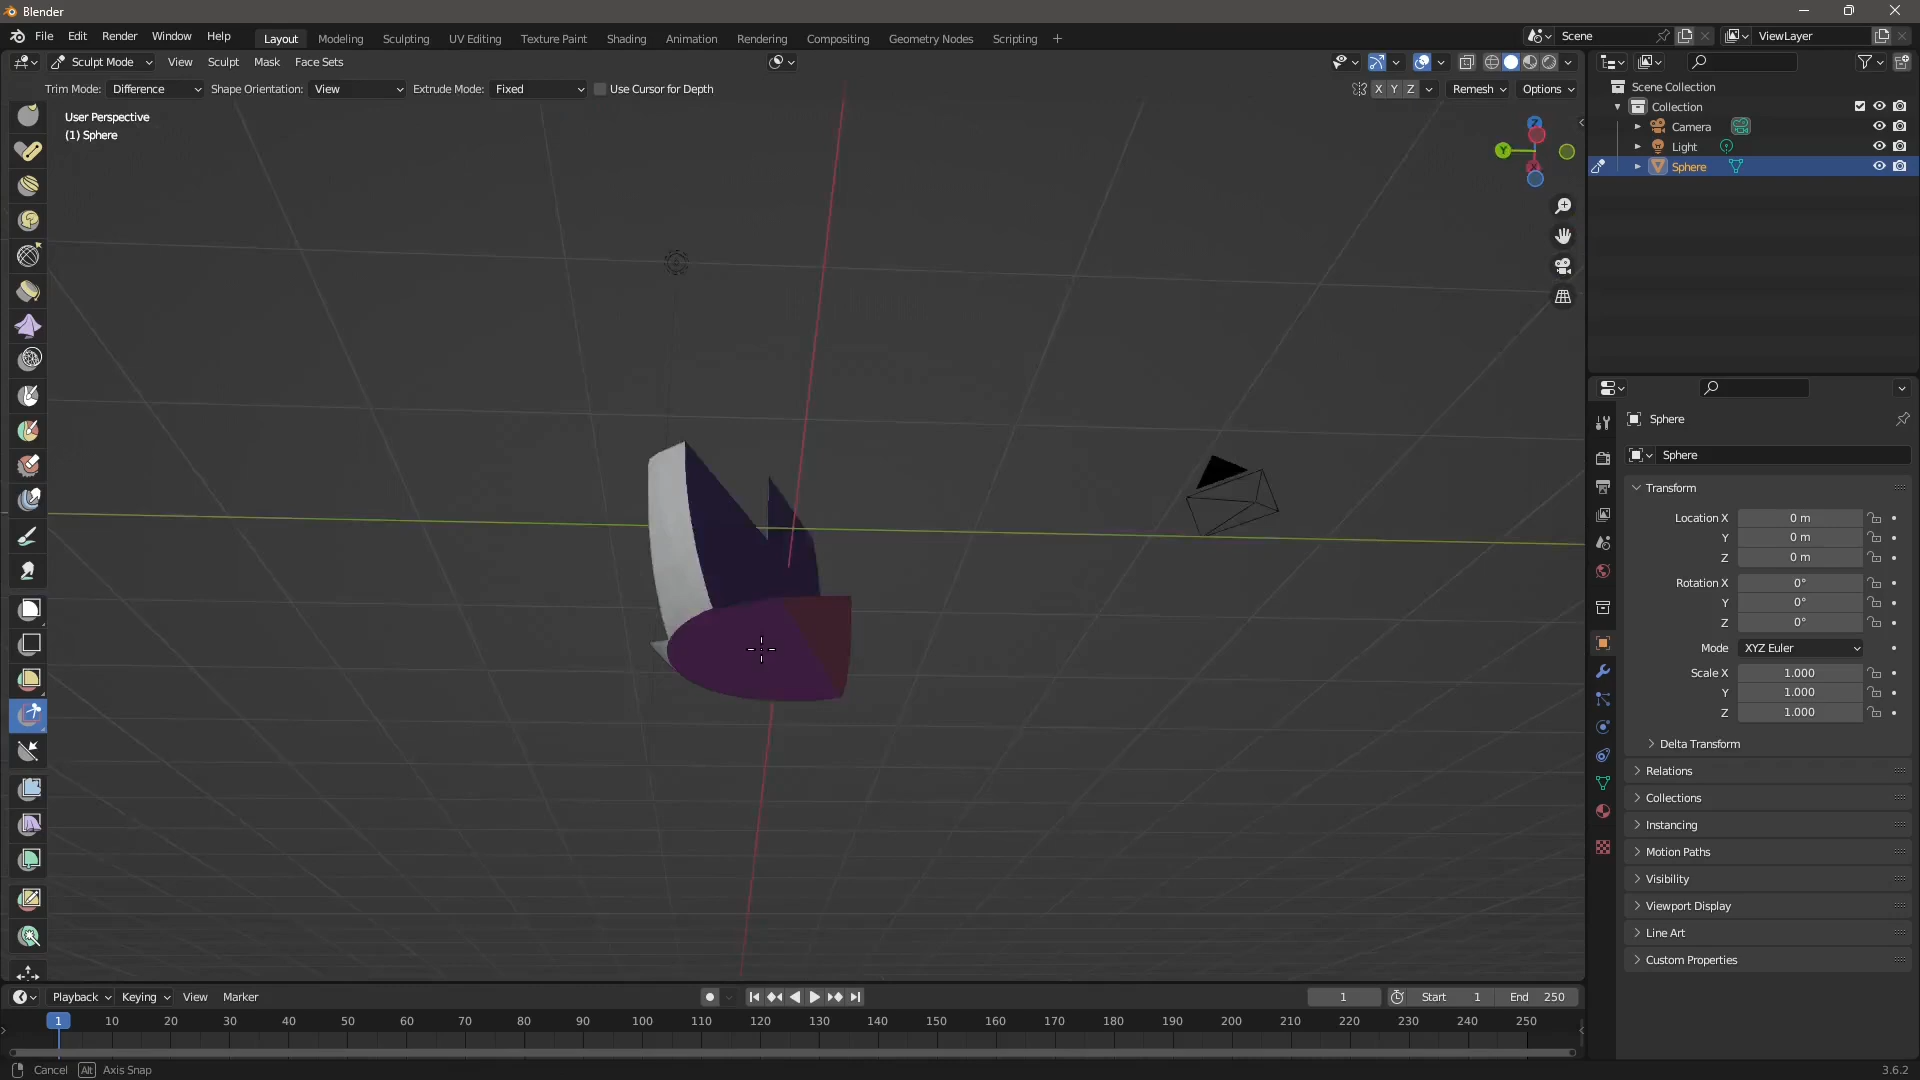 Blender
File Edit Render Window Help Layout Modeling Sculpting UV Editing Texture Paint Shading Animation Rendering Compositing Geometry Nodes Scripting + Scene ViewLayer
Sculpt Mode View Sculpt Mask Face Sets
Trim Mode: Difference Shape Orientation: View Extrude Mode: Fixed Use Cursor for Depth X Y Z Remesh Options
User Perspective
(1) Sphere
Z
Y
X
Scene Collection
Collection
Camera
Light
Sphere
Sphere
Sphere
Transform
Location X 0 m
Y 0 m
Z 0 m
Rotation X 0°
Y 0°
Z 0°
Mode XYZ Euler
Scale X 1.000
Y 1.000
Z 1.000
Delta Transform
Relations
Collections
Instancing
Motion Paths
Visibility
Viewport Display
Line Art
Custom Properties
Playback Keying View Marker 1 Start 1 End 250
1 10 20 30 40 50 60 70 80 90 100 110 120 130 140 150 160 170 180 190 200 210 220 230 240 250
Cancel Alt Axis Snap 3.6.2